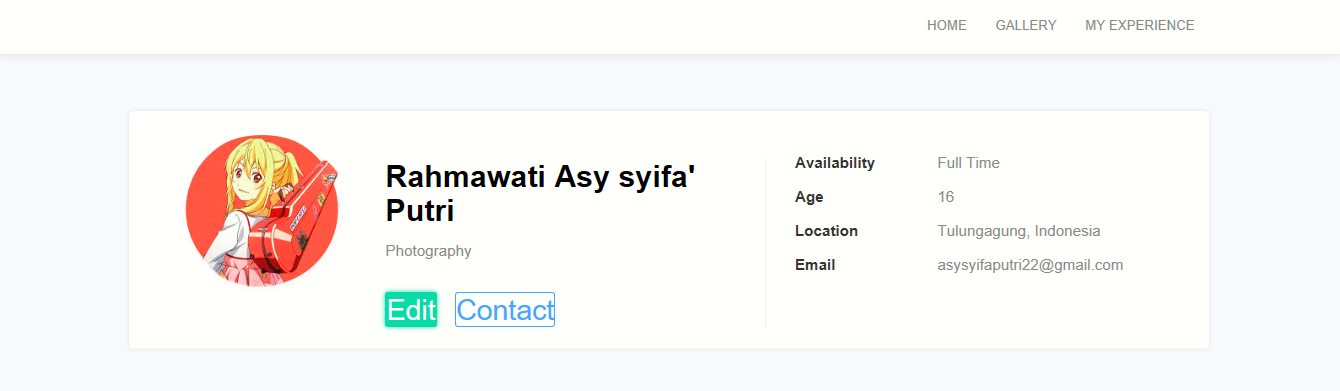 HOME GALLERY MY EXPERIENCE
Rahmawati Asy syifa'
Putri
Photography
Edit Contact
Availability Full Time
Age 16
Location Tulungagung, Indonesia
Email asysyifaputri22@gmail.com